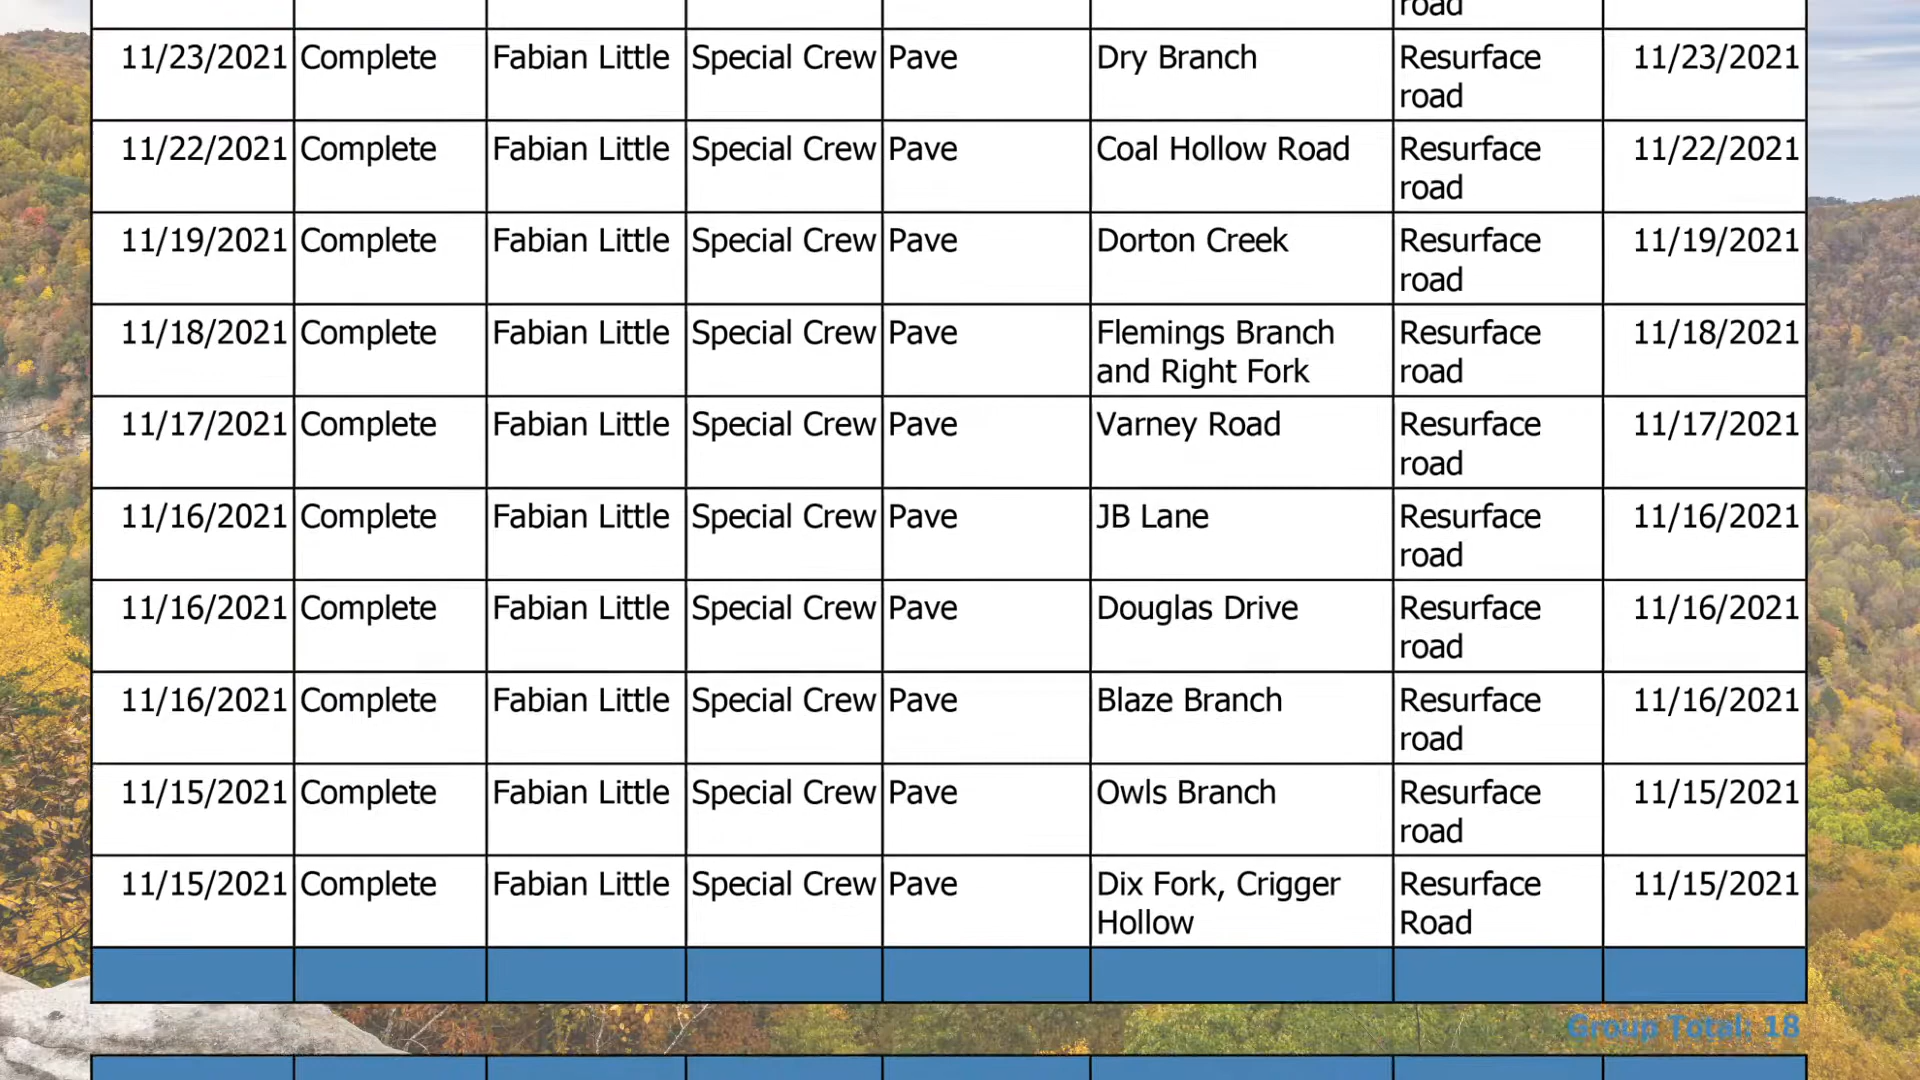 road
11/23/2021 Complete Fabian Little Special Crew Pave Dry Branch Resurface 11/23/2021
road
11/22/2021 Complete Fabian Little Special Crew Pave Coal Hollow Road Resurface 11/22/2021
road
11/19/2021 Complete Fabian Little Special Crew Pave Dorton Creek Resurface 11/19/2021
road
11/18/2021 Complete Fabian Little Special Crew Pave Flemings Branch Resurface 11/18/2021
and Right Fork road
11/17/2021 Complete Fabian Little Special Crew Pave Varney Road Resurface 11/17/2021
road
11/16/2021 Complete Fabian Little Special Crew Pave JB Lane Resurface 11/16/2021
road
11/16/2021 Complete Fabian Little Special Crew Pave Douglas Drive Resurface 11/16/2021
road
11/16/2021 Complete Fabian Little Special Crew Pave Blaze Branch Resurface 11/16/2021
road
11/15/2021 Complete Fabian Little Special Crew Pave Owls Branch Resurface 11/15/2021
road
11/15/2021 Complete Fabian Little Special Crew Pave Dix Fork, Crigger Resurface 11/15/2021
Hollow Road
Group Total: 18